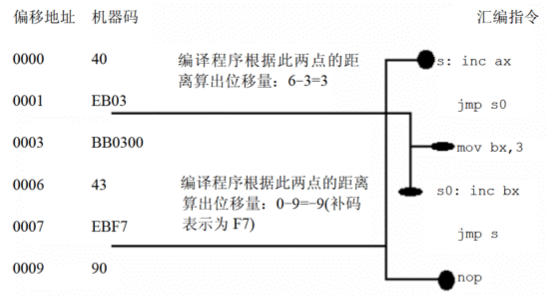 偏移地址 机器码 汇编指令
0000 40 s: inc ax
编译程序根据此两点的距
离算出位移量：6-3=3
0001 EB03 jmp s0
0003 BB0300 mov bx,3
0006 43 s0: inc bx
编译程序根据此两点的距离
算出位移量：0-9=-9(补码
表示为 F7)
0007 EBF7 jmp s
0009 90 nop